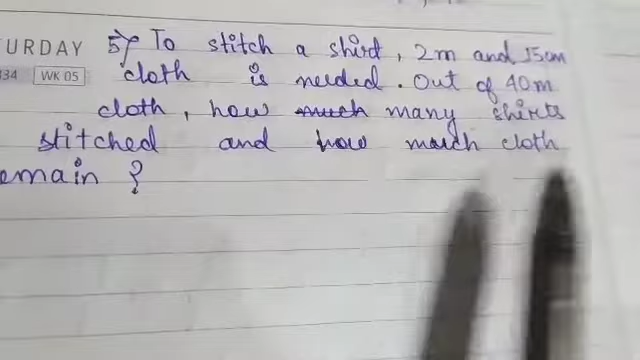 URDAY 5) To stitch a shirt, 2m and 15cm
34 WK 05 cloth is needed. Out of 40m
cloth, how many shirts
stitched and how much cloth
emain ?